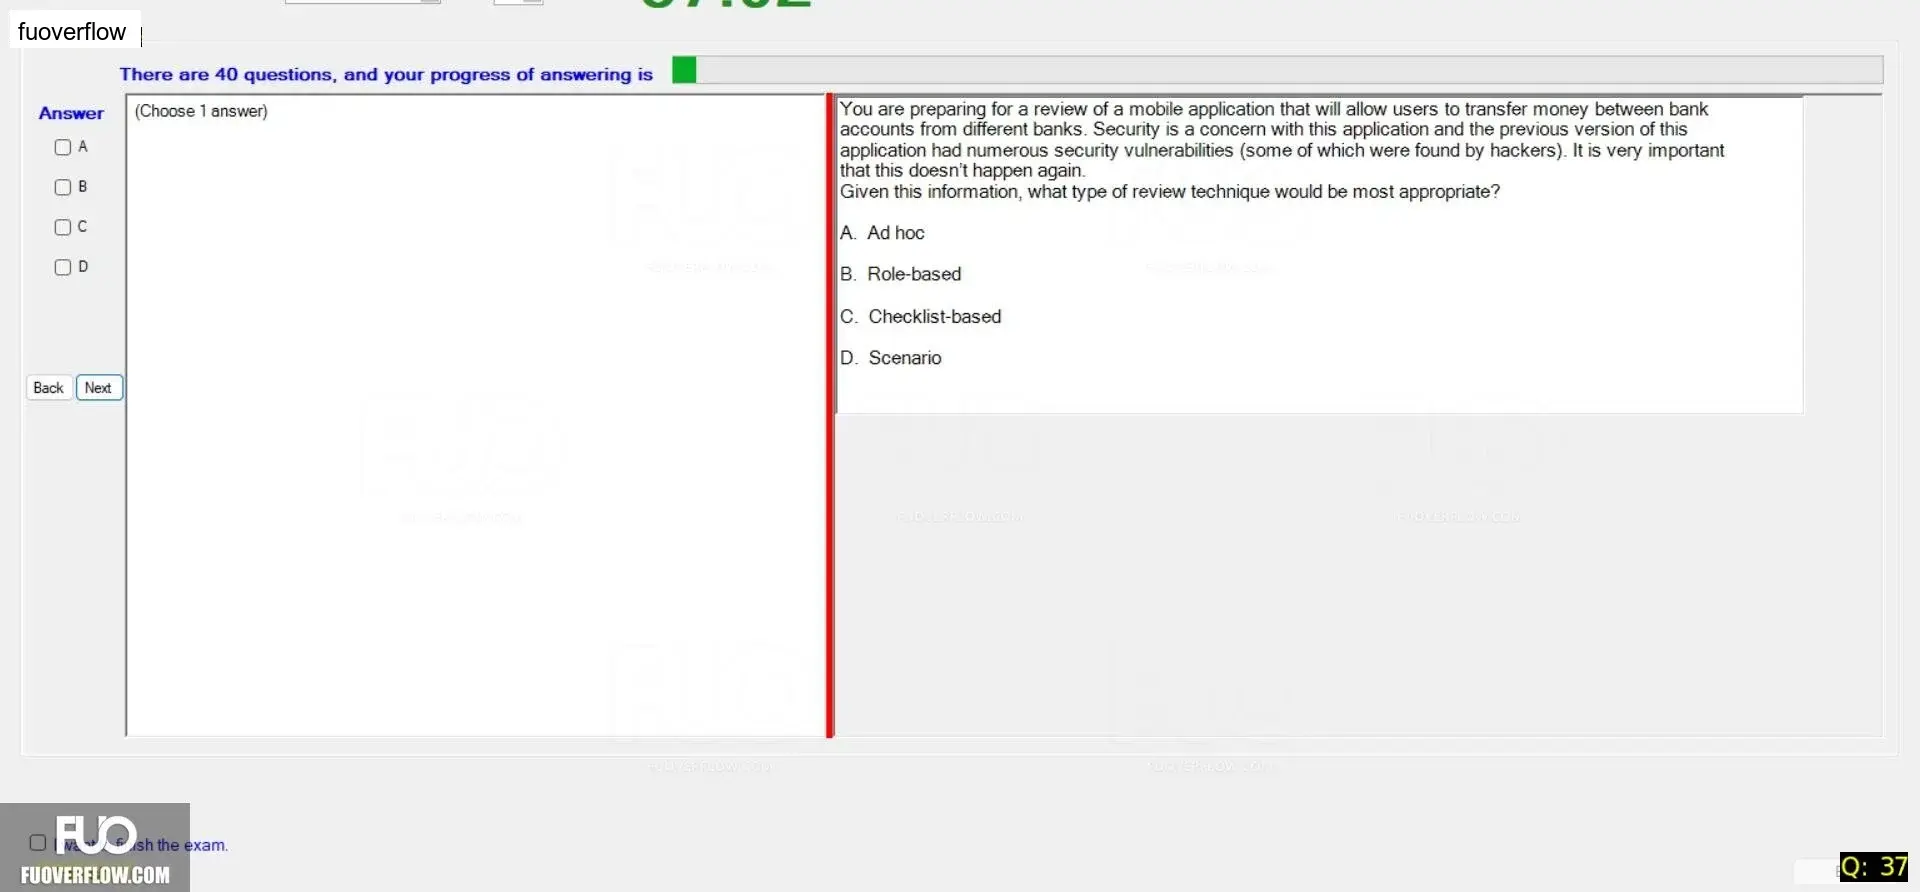 fuoverflow
There are 40 questions, and your progress of answering is
Answer
(Choose 1 answer)
A
B
C
D
Back
Next
You are preparing for a review of a mobile application that will allow users to transfer money between bank
accounts from different banks. Security is a concern with this application and the previous version of this
application had numerous security vulnerabilities (some of which were found by hackers). It is very important
that this doesn't happen again.
Given this information, what type of review technique would be most appropriate?
A. Ad hoc
B. Role-based
C. Checklist-based
D. Scenario
the exam.
FUO
FUOVERFLOW.COM
Q: 37